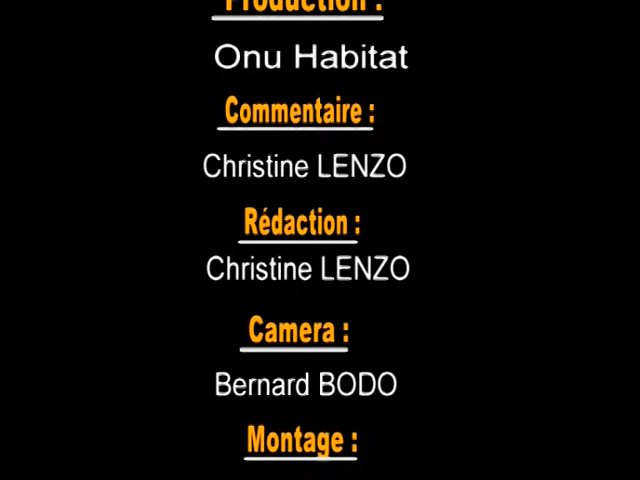 Production :
Onu Habitat
Commentaire :
Christine LENZO
Rédaction :
Christine LENZO
Camera :
Bernard BODO
Montage :